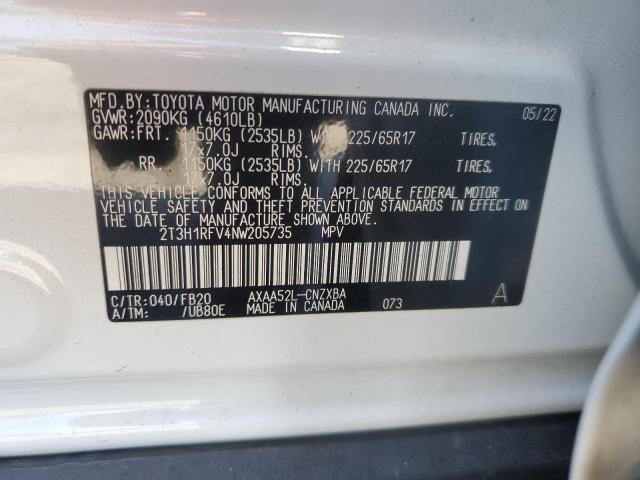 MFD.BY:TOYOTA MOTOR MANUFACTURING CANADA INC. 05/22
GVWR:2090KG (4610LB)
GAWR:FRT. 1150KG (2535LB) WITH 225/65R17 TIRES,
17x7.0J RIMS.
RR. 1150KG (2535LB) WITH 225/65R17 TIRES,
17x7.0J RIMS.
THIS VEHICLE CONFORMS TO ALL APPLICABLE FEDERAL MOTOR
VEHICLE SAFETY AND THEFT PREVENTION STANDARDS IN EFFECT ON
THE DATE OF MANUFACTURE SHOWN ABOVE.
2T3H1RFV4NW205735 MPV
C/TR:040/FB20 AXAA52L-CNZXBA A
A/TM: /UB80E MADE IN CANADA 073